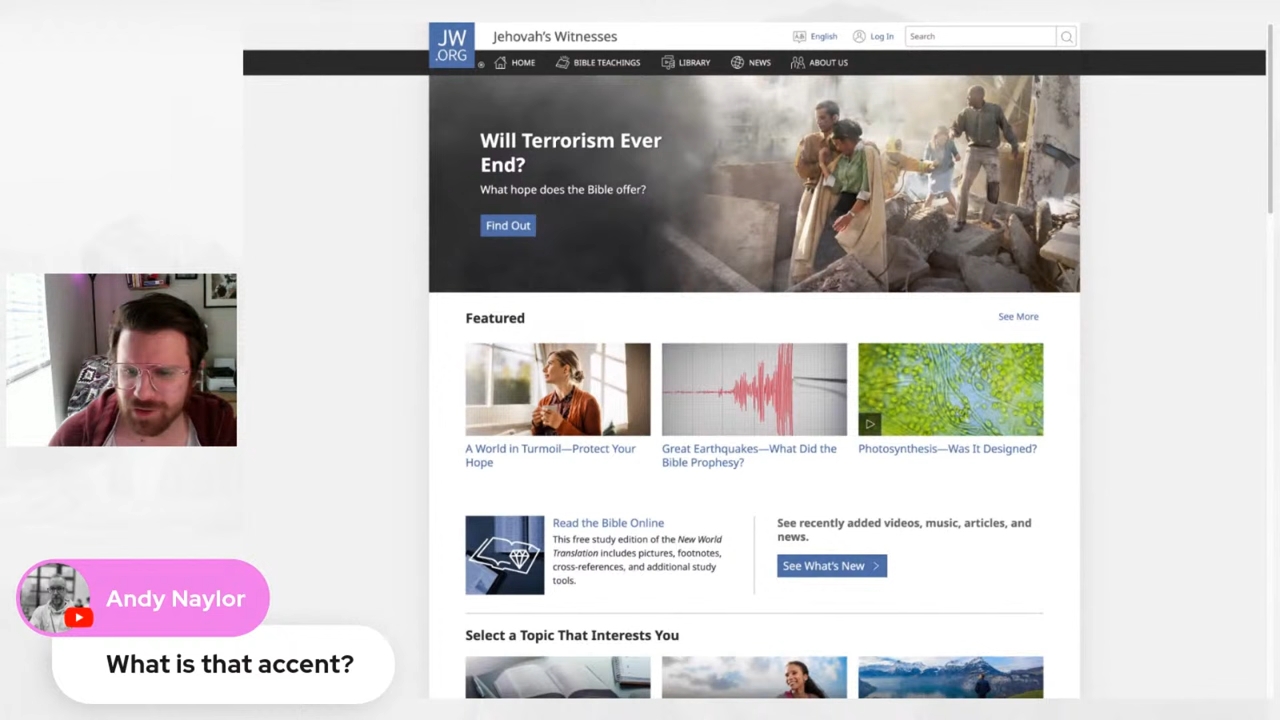 JW
.ORG
Jehovah's Witnesses
English
Log In
Search
HOME
BIBLE TEACHINGS
LIBRARY
NEWS
ABOUT US
Will Terrorism Ever
End?
What hope does the Bible offer?
Find Out
Featured
See More
A World in Turmoil—Protect Your
Hope
Great Earthquakes—What Did the
Bible Prophesy?
Photosynthesis—Was It Designed?
Read the Bible Online
This free study edition of the New World
Translation includes pictures, footnotes,
cross-references, and additional study
tools.
See recently added videos, music, articles, and
news.
See What's New
Select a Topic That Interests You
Andy Naylor
What is that accent?